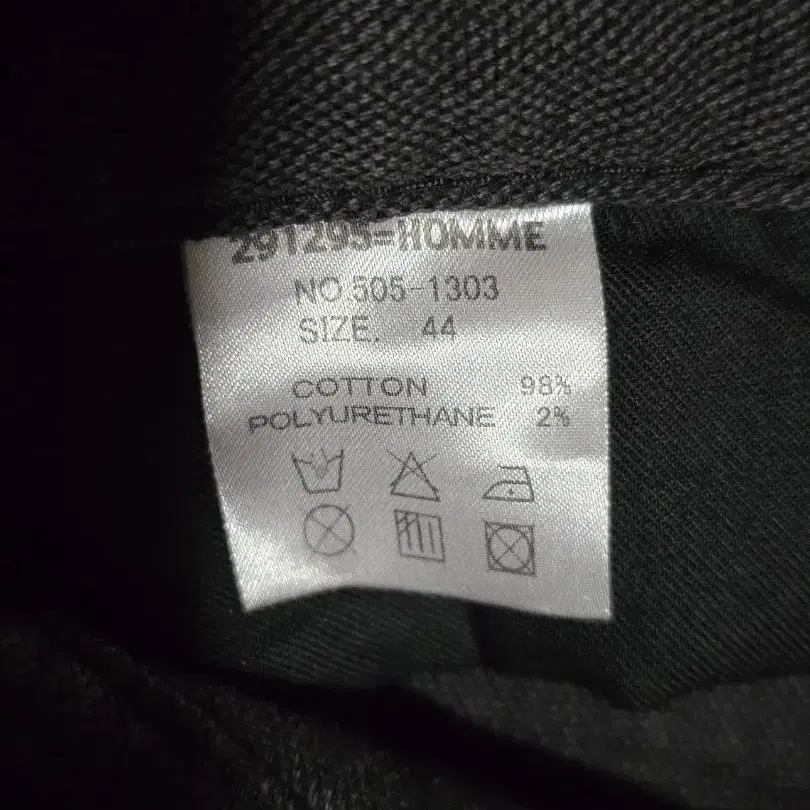 291295=HOMME
NO.505-1303
SIZE. 44
COTTON 98%
POLYURETHANE 2%